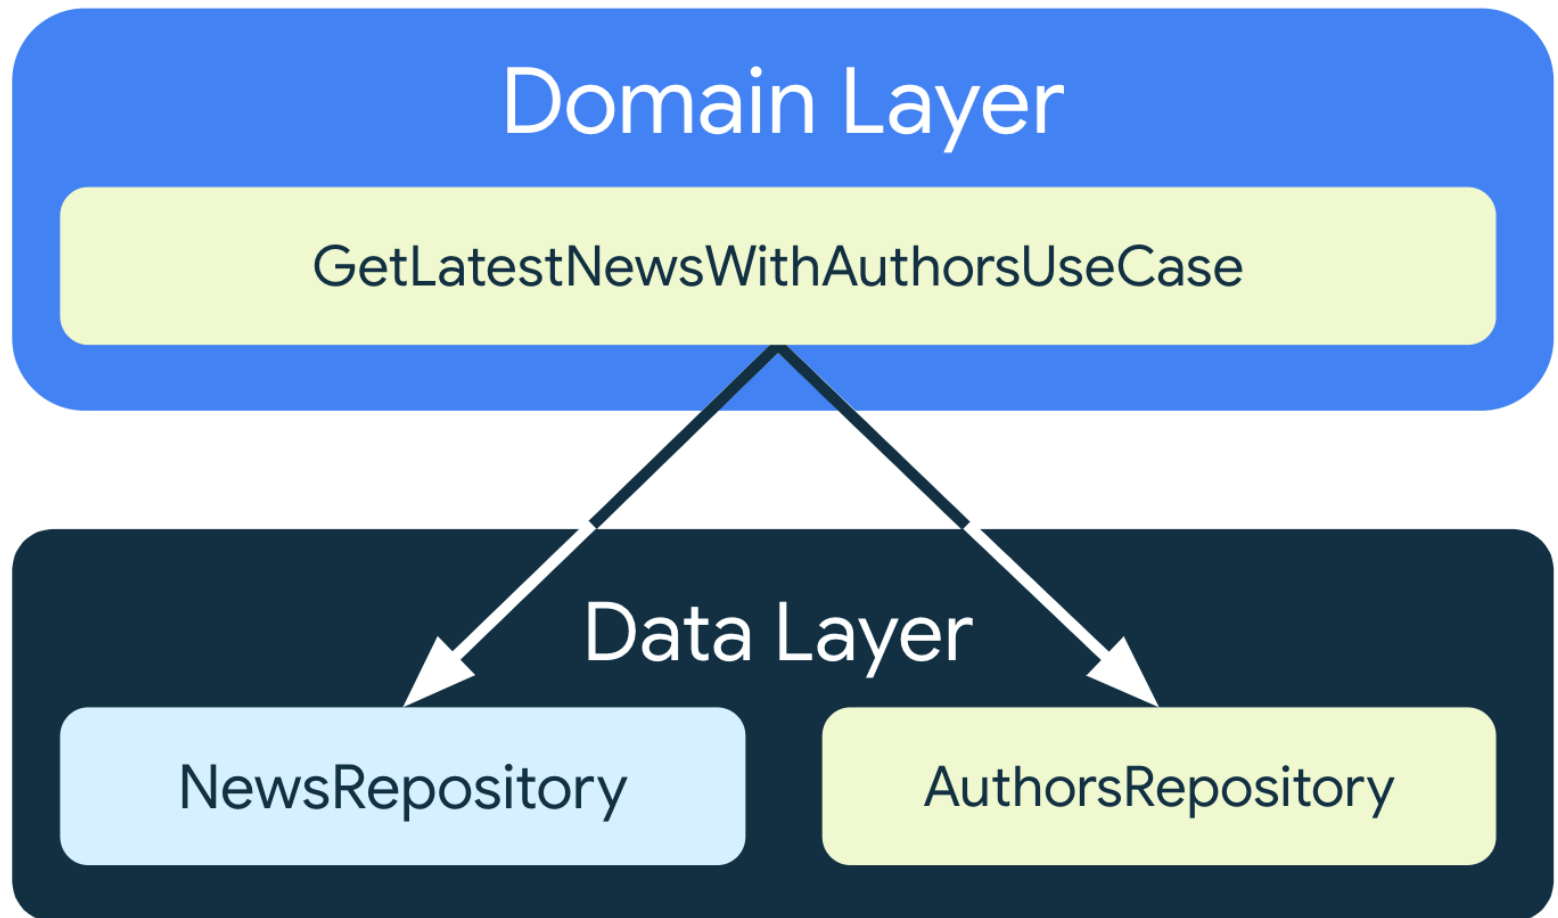 Domain Layer
GetLatestNewsWithAuthorsUseCase
Data Layer
NewsRepository
AuthorsRepository